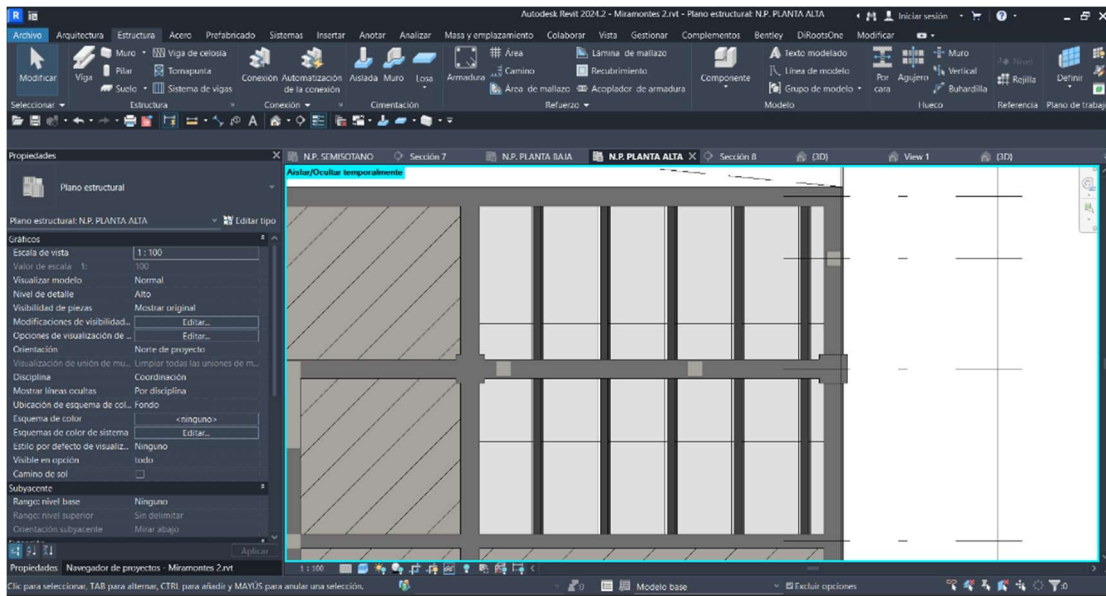 R
Autodesk Revit 2024.2 - Miramontes 2.rvt - Plano estructural: N.P. PLANTA ALTA
Iniciar sesión
Archivo Arquitectura Estructura Acero Prefabricado Sistemas Insertar Anotar Analizar Masa y emplazamiento Colaborar Vista Gestionar Complementos Bentley DiRootsOne Modificar
Modificar
Viga
Muro
Viga de celosía
Pilar
Tornapunta
Suelo
Sistema de vigas
Conexión
Automatización de la conexión
Aislada
Muro
Losa
Armadura
Área
Lámina de mallazo
Camino
Recubrimiento
Área de mallazo
Acoplador de armadura
Componente
Texto modelado
Línea de modelo
Grupo de modelo
Por cara
Agujero
Muro
Vertical
Buhardilla
Nivel
Rejilla
Definir
Seleccionar Estructura Conexión Cimentación Refuerzo Modelo Hueco Referencia Plano de trabajo
Propiedades
N.P. SEMISOTANO Sección 7 N.P. PLANTA BAJA N.P. PLANTA ALTA Sección 8 {3D} View 1 {3D}
Aislar/Ocultar temporalmente
Plano estructural
Plano estructural: N.P. PLANTA ALTA Editar tipo
Gráficos
Escala de vista 1 : 100
Valor de escala 1: 100
Visualizar modelo Normal
Nivel de detalle Alto
Visibilidad de piezas Mostrar original
Modificaciones de visibilidad... Editar...
Opciones de visualización de ... Editar...
Orientación Norte de proyecto
Visualización de unión de mu... Limpiar todas las uniones de m...
Disciplina Coordinación
Mostrar líneas ocultas Por disciplina
Ubicación de esquema de col... Fondo
Esquema de color <ninguno>
Esquemas de color de sistema Editar...
Estilo por defecto de visualiz... Ninguno
Visible en opción todo
Camino de sol
Subyacente
Rango: nivel base Ninguno
Rango: nivel superior Sin delimitar
Orientación subyacente Mirar abajo
Aplicar
Propiedades Navegador de proyectos - Miramontes 2.rvt
1 : 100
Clic para seleccionar, TAB para alternar, CTRL para añadir y MAYÚS para anular una selección.
:0
Modelo base
Excluir opciones
:0